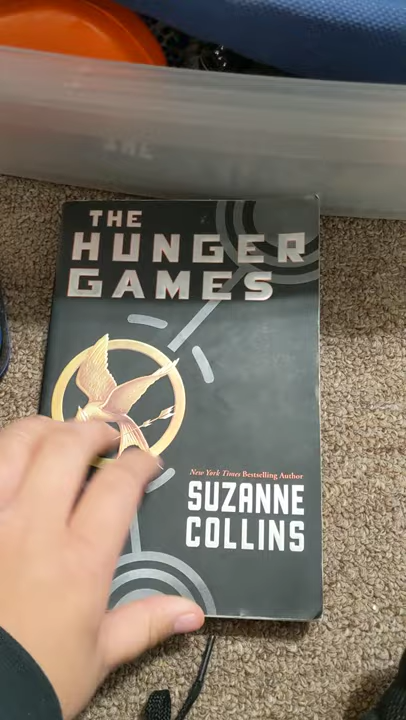 THE
HUNGER
GAMES
New York Times Bestselling Author
SUZANNE
COLLINS